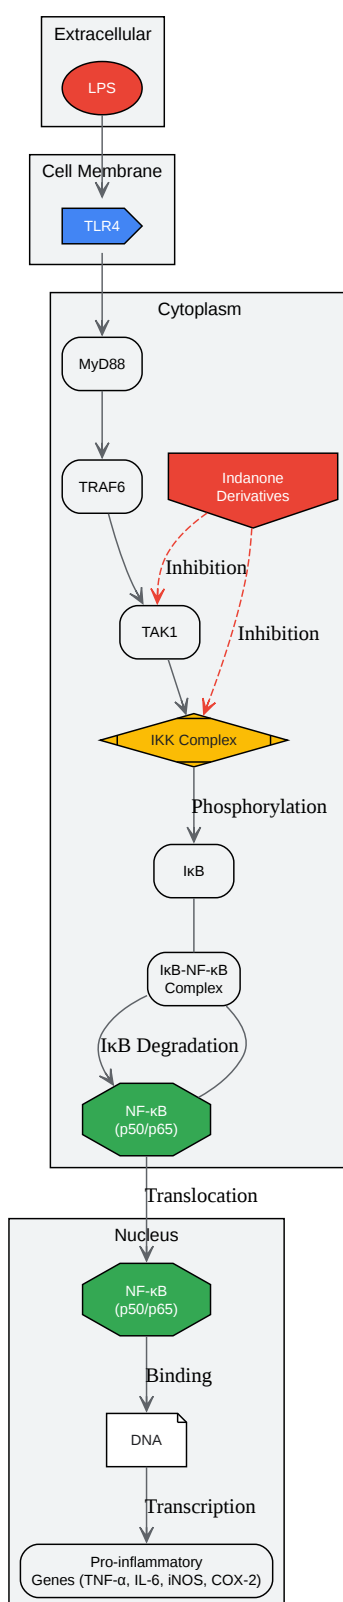 Extracellular
LPS
Cell Membrane
TLR4
Cytoplasm
MyD88
TRAF6
Indanone
Derivatives
Inhibition
TAK1
Inhibition
IKK Complex
Phosphorylation
IκB
IκB-NF-κB
Complex
IκB Degradation
NF-κB
(p50/p65)
Translocation
Nucleus
NF-κB
(p50/p65)
Binding
DNA
Transcription
Pro-inflammatory
Genes (TNF-α, IL-6, iNOS, COX-2)